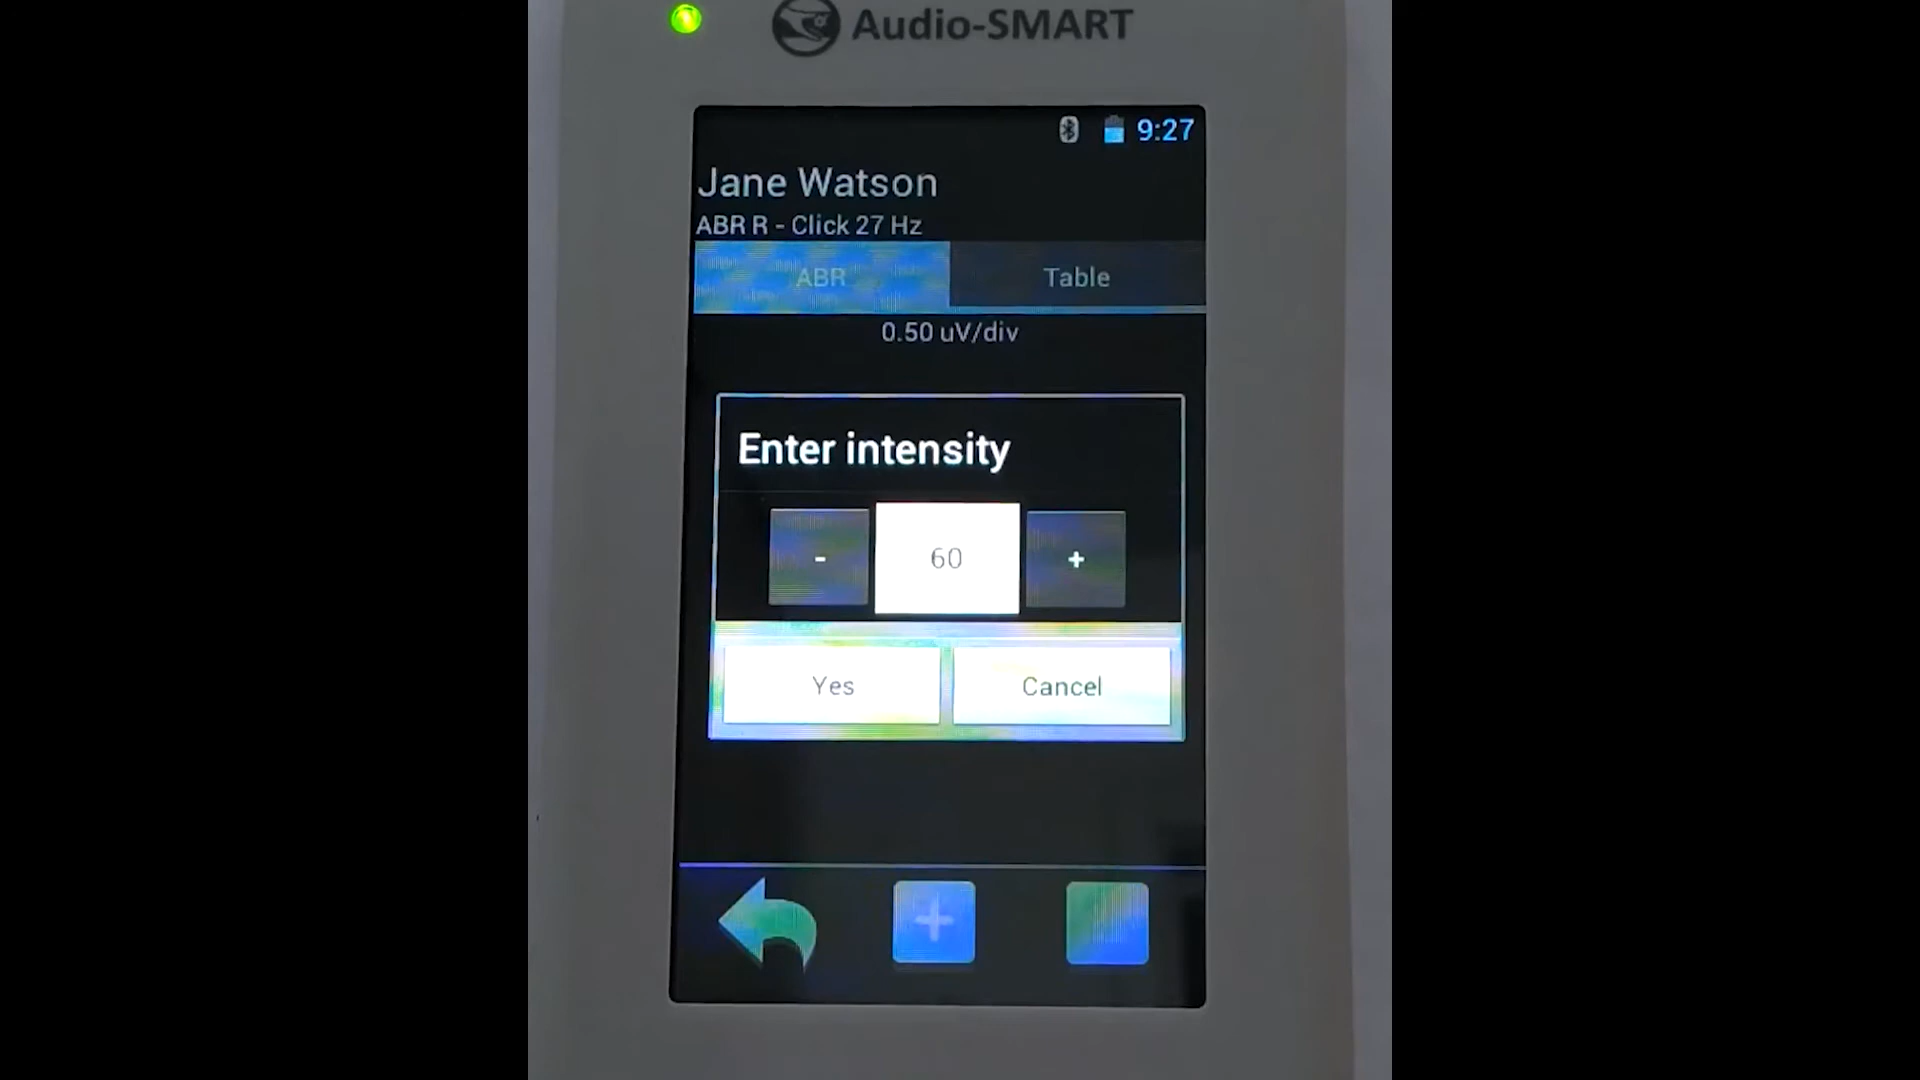 Audio-SMART
9:27
Jane Watson
ABR R - Click 27 Hz
ABR Table
0.50 uV/div
Enter intensity
- 60 +
Yes Cancel